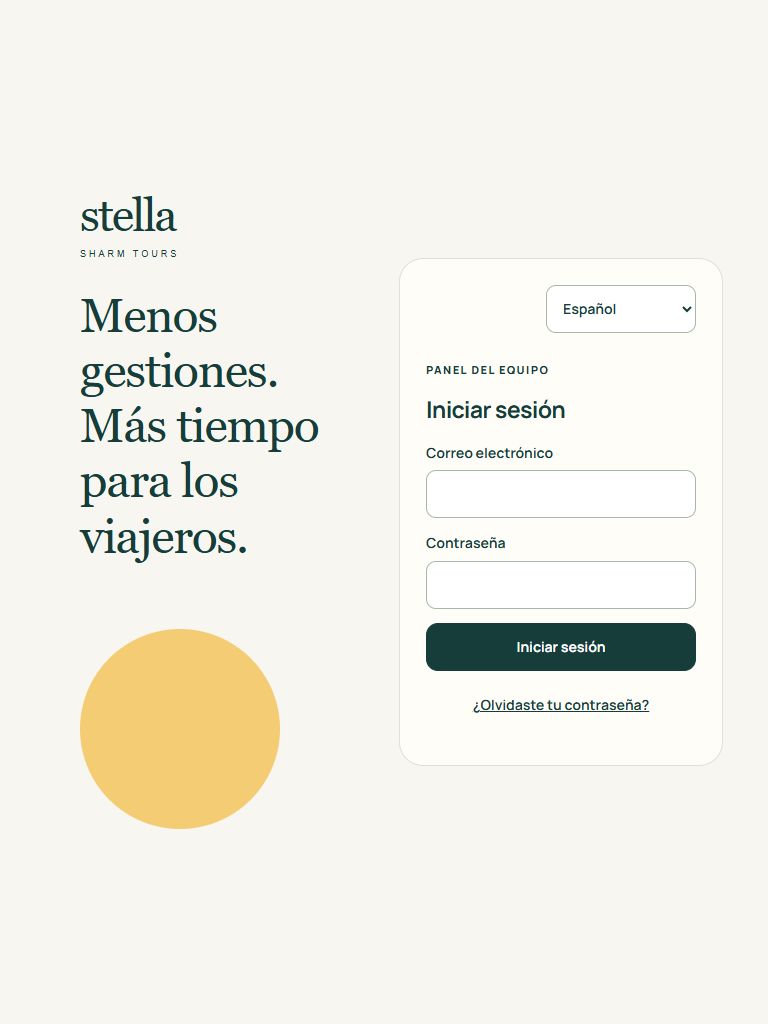 stella
SHARM TOURS
Menos
gestiones.
Más tiempo
para los
viajeros.
Español
PANEL DEL EQUIPO
Iniciar sesión
Correo electrónico
Contraseña
Iniciar sesión
¿Olvidaste tu contraseña?